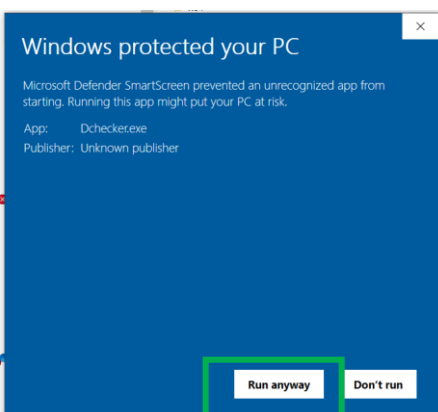 Windows protected your PC
Microsoft Defender SmartScreen prevented an unrecognized app from
starting. Running this app might put your PC at risk.
App: Dchecker.exe
Publisher: Unknown publisher
Run anyway
Don't run